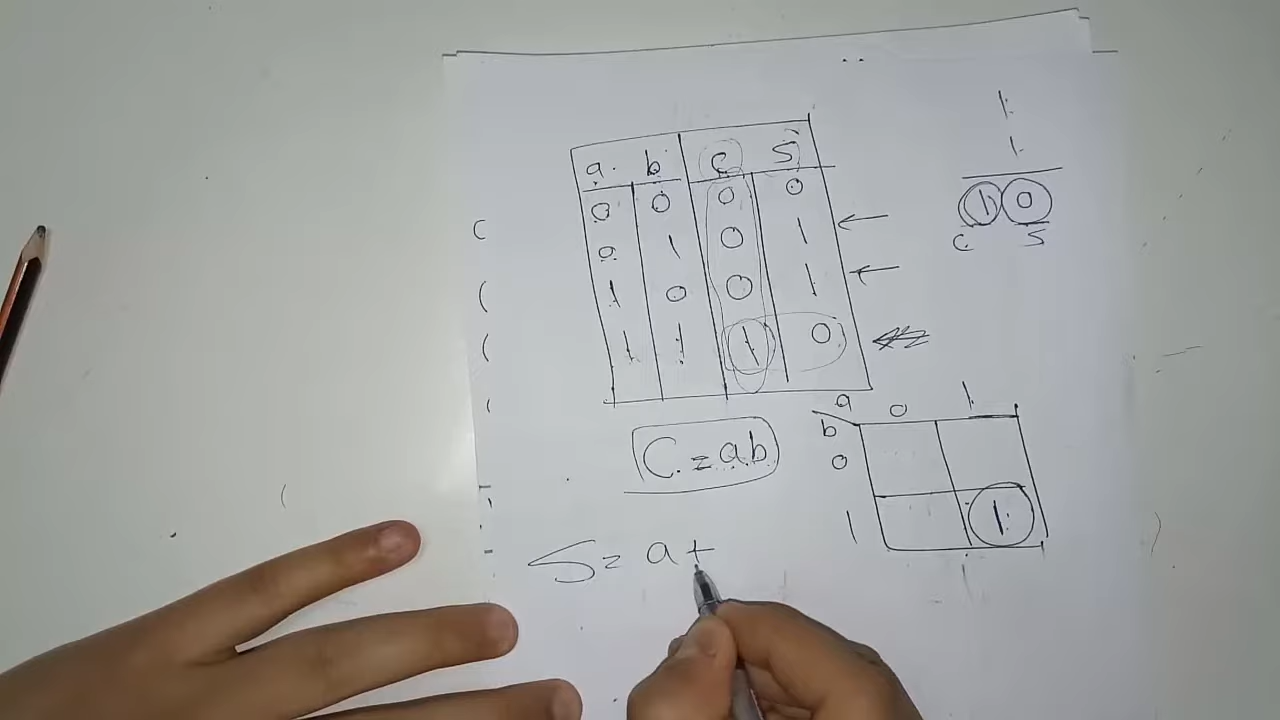 a b C S
0 0 0 0
0 1 0 1
1 0 0 1
1 1 1 0
1
1
1 0
C S
C = ab
a 0 1
b
0
1 1
S = a +